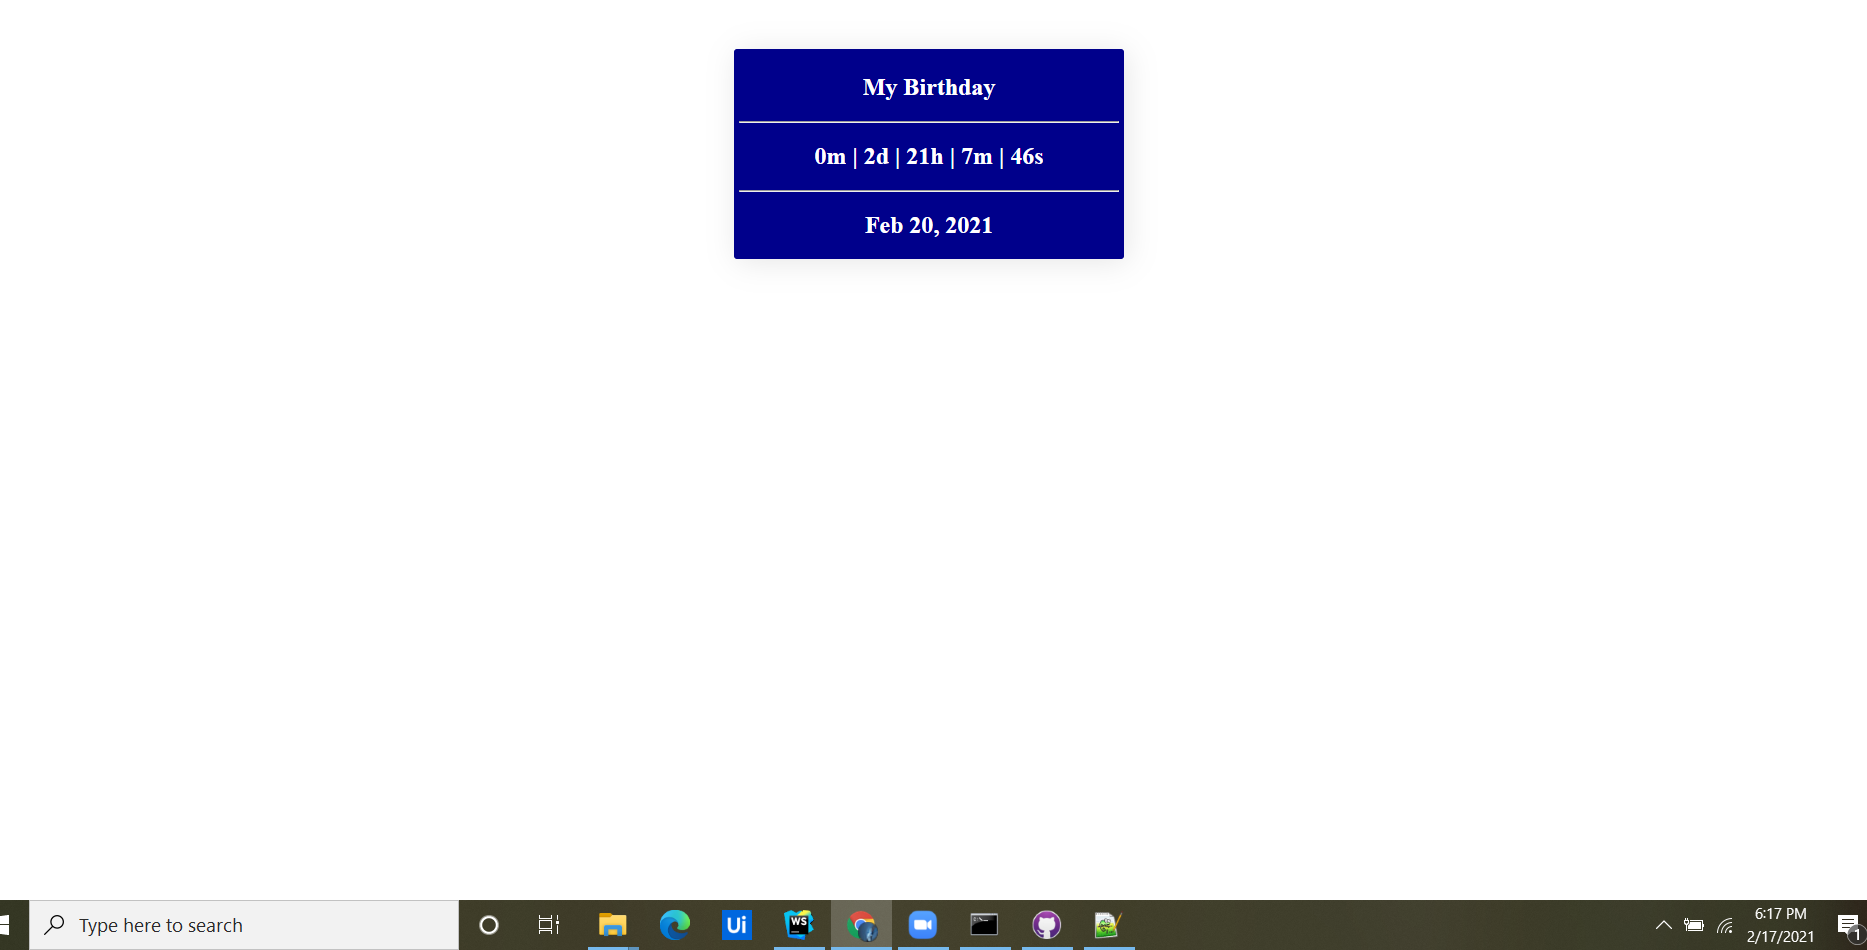 My Birthday
0m | 2d | 21h | 7m | 46s
Feb 20, 2021
Type here to search
Ui
WS
6:17 PM
2/17/2021
1